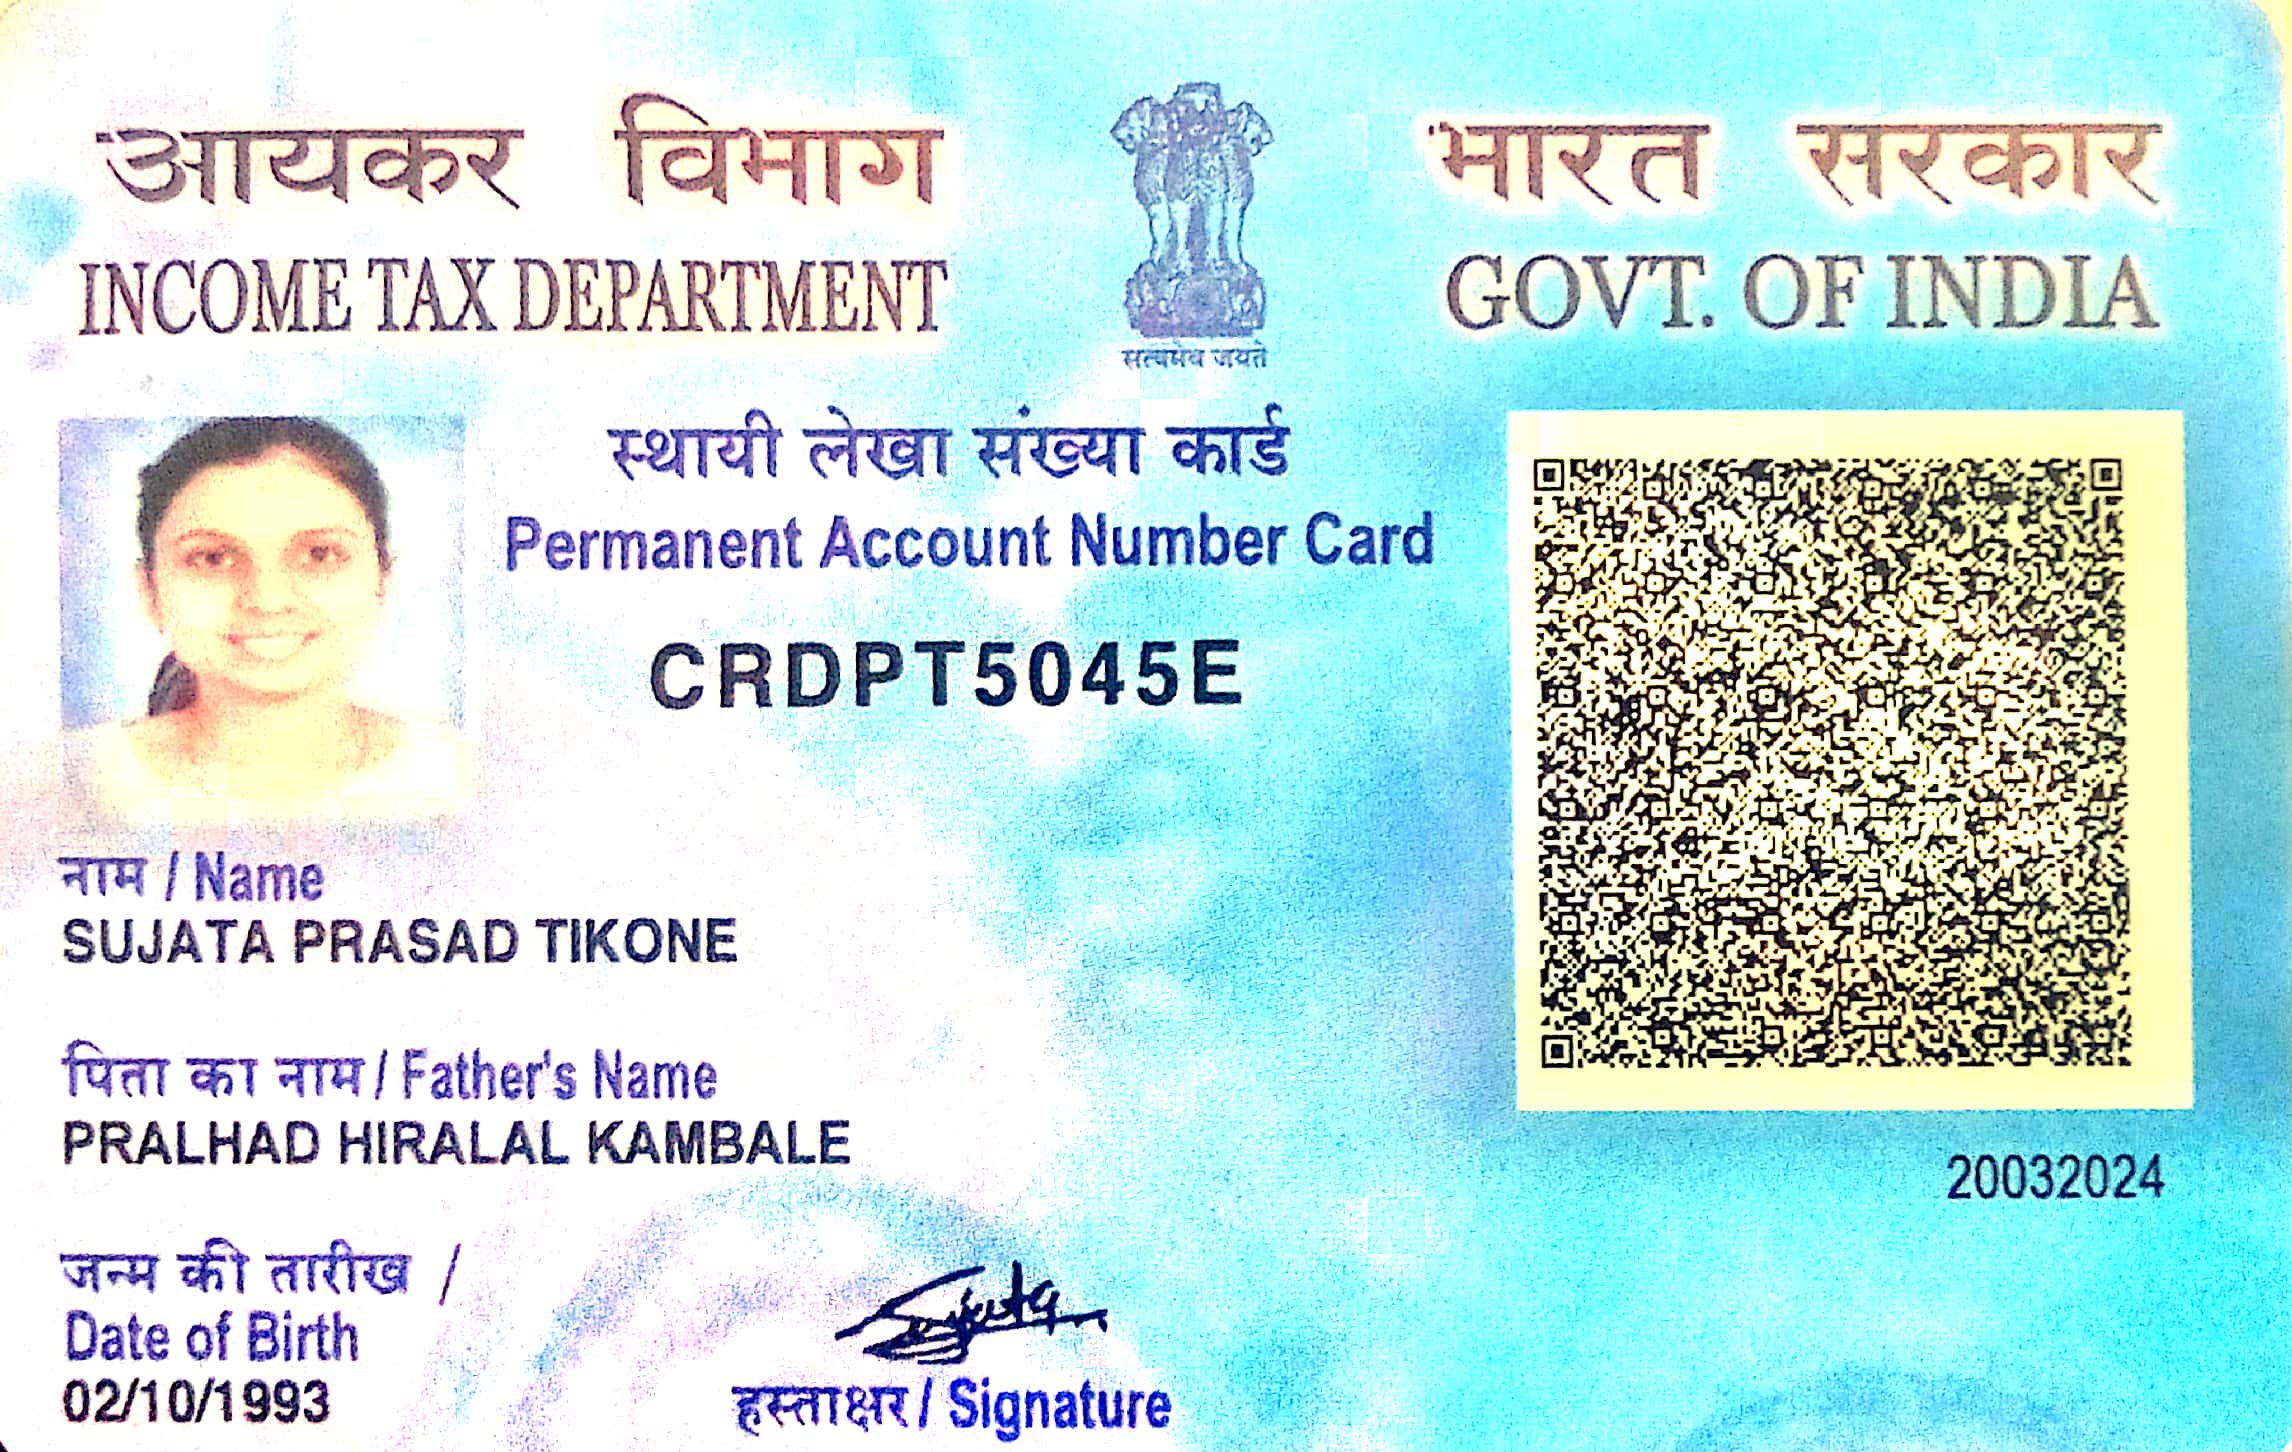 आयकर विभाग
INCOME TAX DEPARTMENT
सत्यमेव जयते
भारत सरकार
GOVT. OF INDIA
स्थायी लेखा संख्या कार्ड
Permanent Account Number Card
CRDPT5045E
नाम / Name
SUJATA PRASAD TIKONE
पिता का नाम / Father's Name
PRALHAD HIRALAL KAMBALE
20032024
जन्म की तारीख /
Date of Birth
02/10/1993
Sujata
हस्ताक्षर / Signature